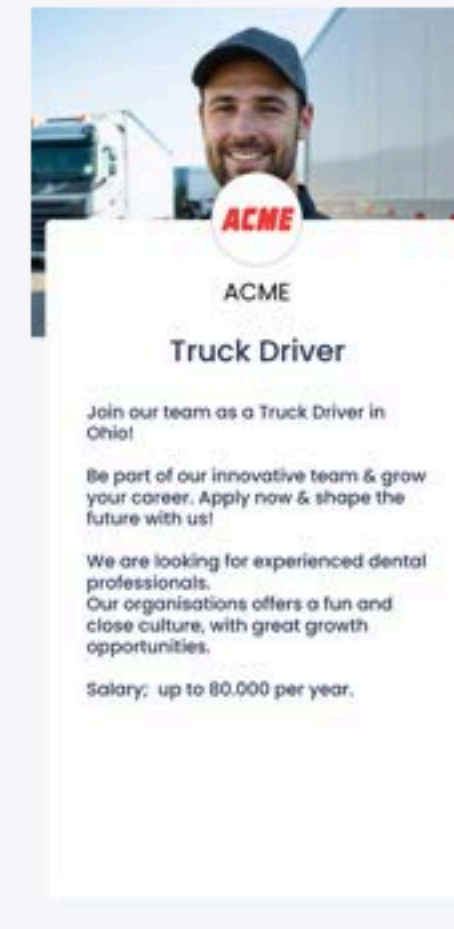 ACME
ACME
Truck Driver
Join our team as a Truck Driver in
Ohio!
Be part of our innovative team & grow
your career. Apply now & shape the
future with us!
We are looking for experienced dental
professionals.
Our organisations offers a fun and
close culture, with great growth
opportunities.
Salary; up to 80.000 per year.